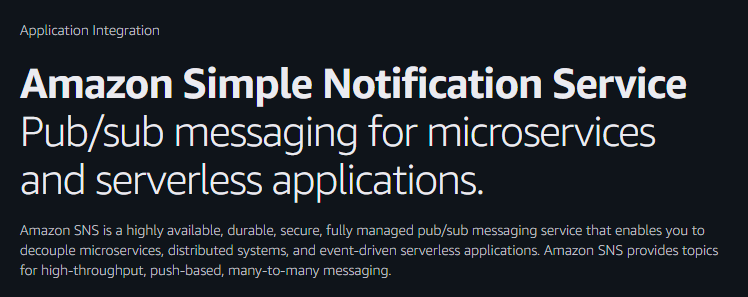 Application Integration
Amazon Simple Notification Service
Pub/sub messaging for microservices
and serverless applications.
Amazon SNS is a highly available, durable, secure, fully managed pub/sub messaging service that enables you to
decouple microservices, distributed systems, and event-driven serverless applications. Amazon SNS provides topics
for high-throughput, push-based, many-to-many messaging.